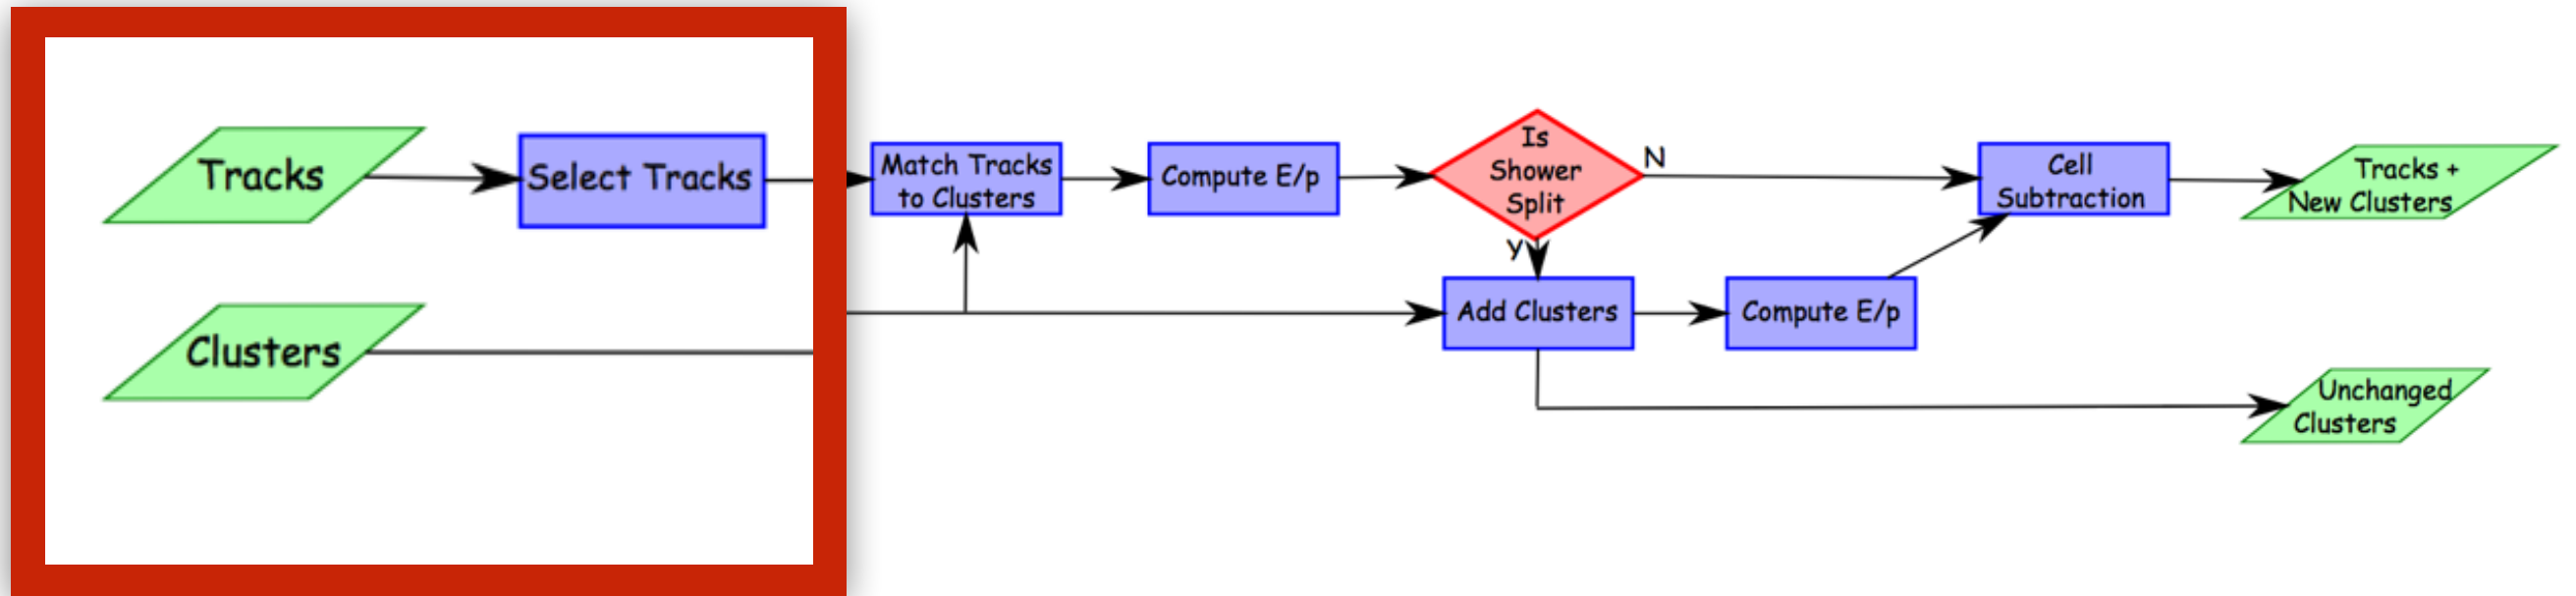 Tracks
Select Tracks
Match Tracks
to Clusters
Compute E/p
Is
Shower
Split
N
Y
Cell
Subtraction
Tracks +
New Clusters
Clusters
Add Clusters
Compute E/p
Unchanged
Clusters